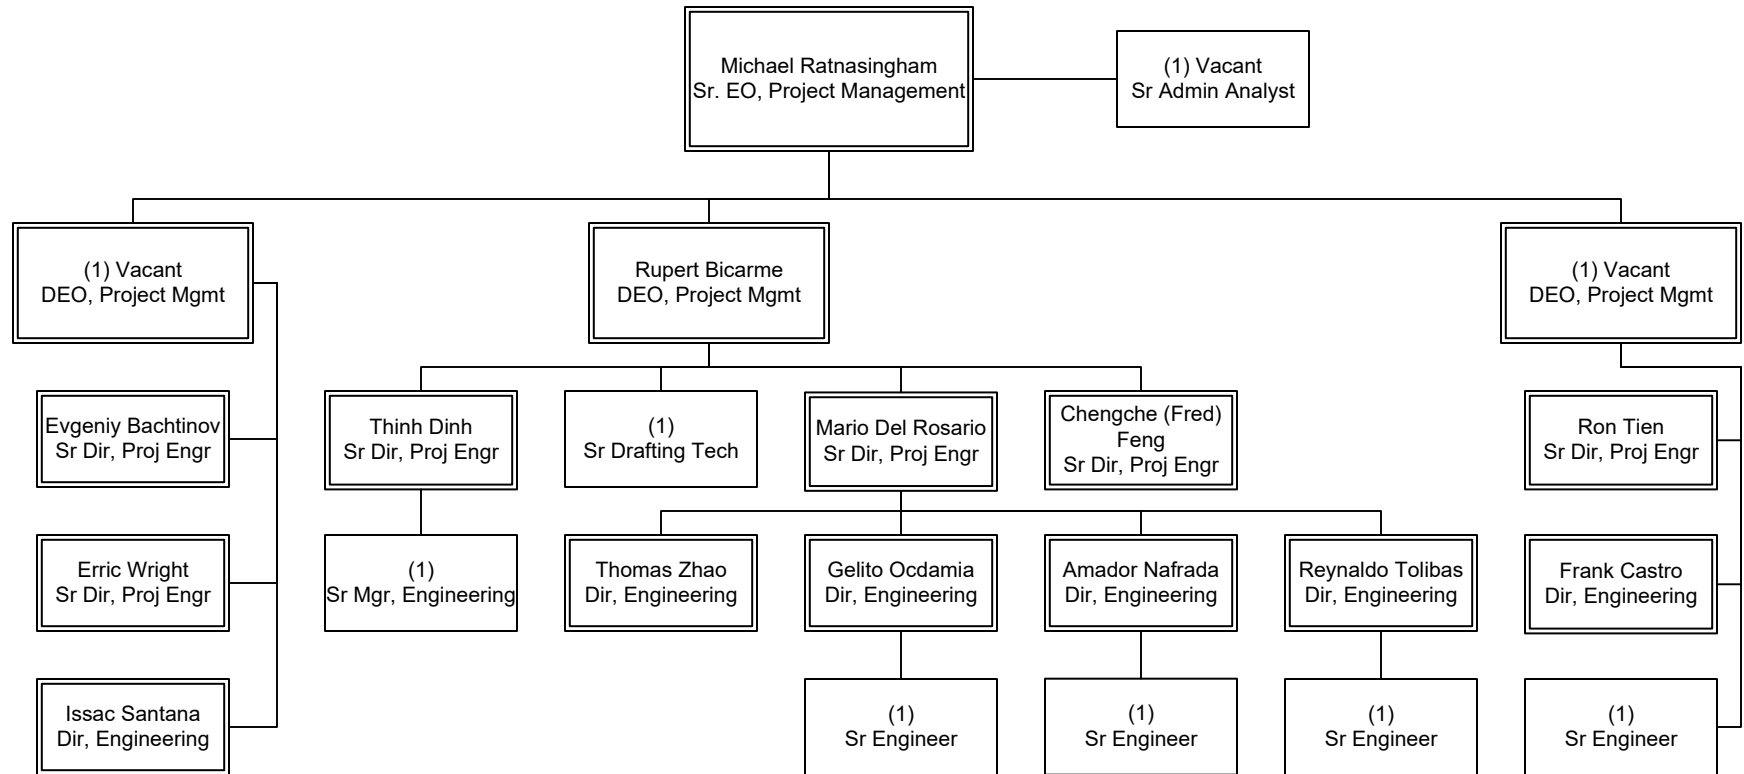 Michael Ratnasingham
Sr. EO, Project Management
(1) Vacant
Sr Admin Analyst
(1) Vacant
DEO, Project Mgmt
Rupert Bicarme
DEO, Project Mgmt
(1) Vacant
DEO, Project Mgmt
Evgeniy Bachtinov
Sr Dir, Proj Engr
Thinh Dinh
Sr Dir, Proj Engr
(1)
Sr Drafting Tech
Mario Del Rosario
Sr Dir, Proj Engr
Chengche (Fred)
Feng
Sr Dir, Proj Engr
Ron Tien
Sr Dir, Proj Engr
Erric Wright
Sr Dir, Proj Engr
(1)
Sr Mgr, Engineering
Thomas Zhao
Dir, Engineering
Gelito Ocdamia
Dir, Engineering
Amador Nafrada
Dir, Engineering
Reynaldo Tolibas
Dir, Engineering
Frank Castro
Dir, Engineering
Issac Santana
Dir, Engineering
(1)
Sr Engineer
(1)
Sr Engineer
(1)
Sr Engineer
(1)
Sr Engineer